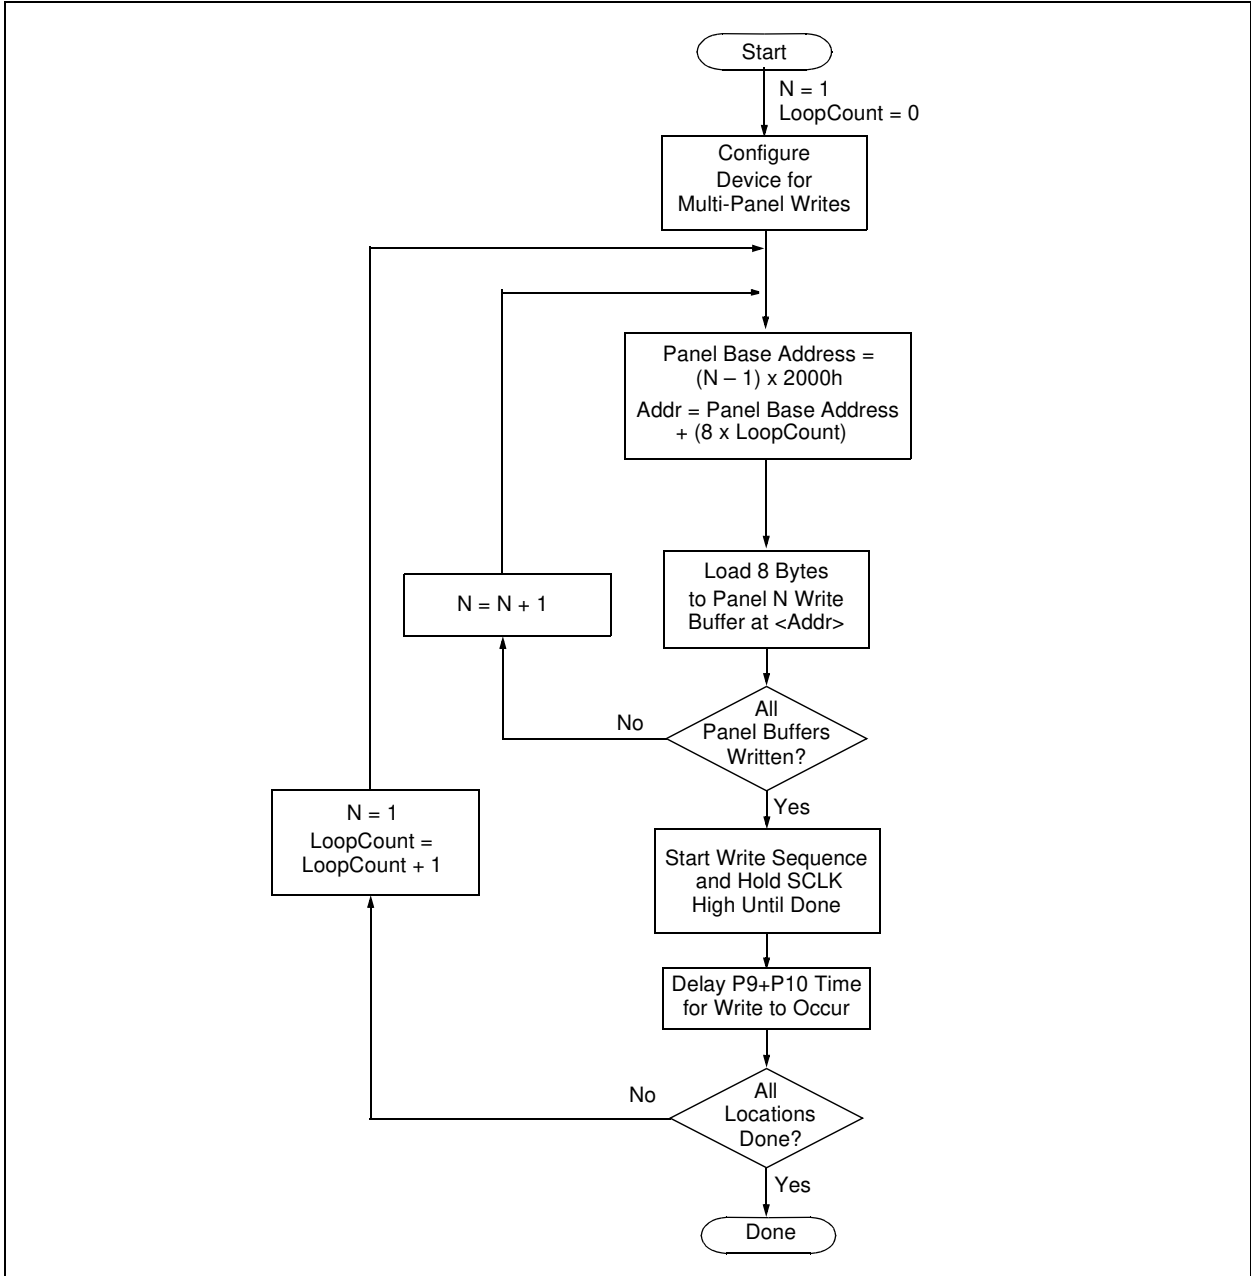 Start
N = 1
LoopCount = 0
Configure
Device for
Multi-Panel Writes
Panel Base Address =
(N – 1) x 2000h
Addr = Panel Base Address
+ (8 x LoopCount)
Load 8 Bytes
to Panel N Write
Buffer at <Addr>
N = N + 1
All
Panel Buffers
Written?
No
Yes
N = 1
LoopCount =
LoopCount + 1
Start Write Sequence
and Hold SCLK
High Until Done
Delay P9+P10 Time
for Write to Occur
All
Locations
Done?
No
Yes
Done